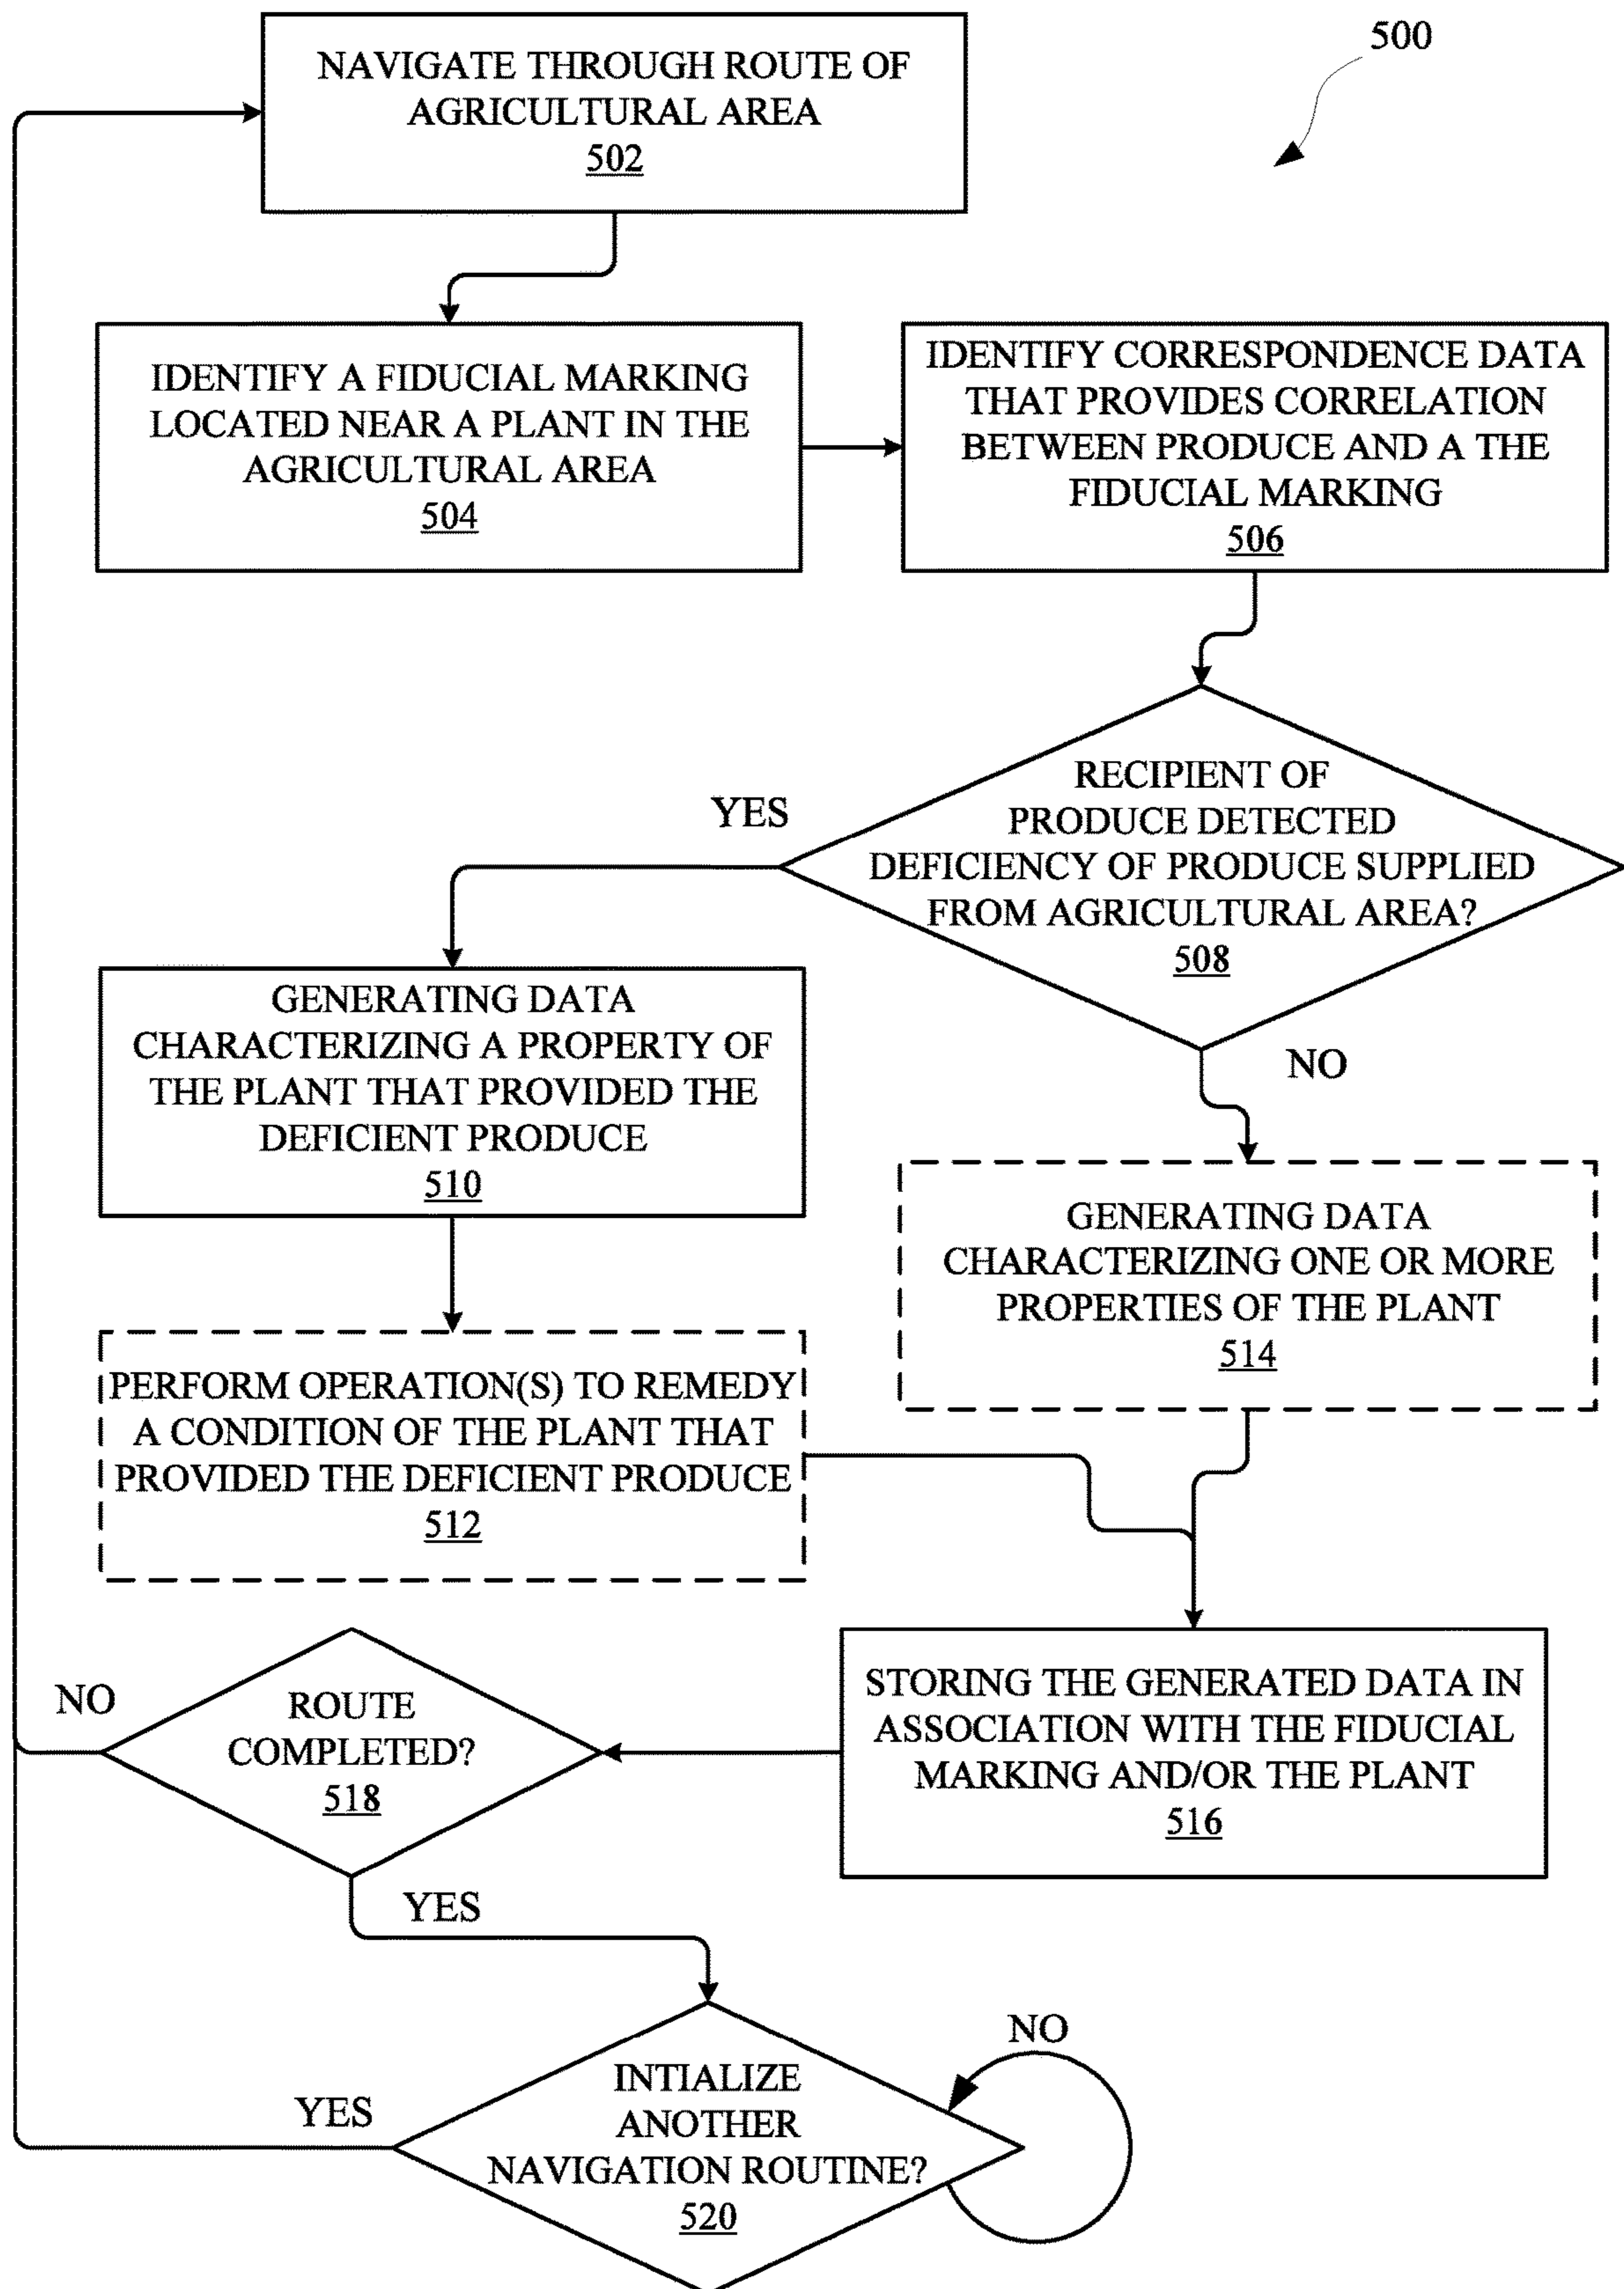 500
NAVIGATE THROUGH ROUTE OF
AGRICULTURAL AREA
502
IDENTIFY A FIDUCIAL MARKING
LOCATED NEAR A PLANT IN THE
AGRICULTURAL AREA
504
IDENTIFY CORRESPONDENCE DATA
THAT PROVIDES CORRELATION
BETWEEN PRODUCE AND A THE
FIDUCIAL MARKING
506
RECIPIENT OF
PRODUCE DETECTED
DEFICIENCY OF PRODUCE SUPPLIED
FROM AGRICULTURAL AREA?
508
YES
NO
GENERATING DATA
CHARACTERIZING A PROPERTY OF
THE PLANT THAT PROVIDED THE
DEFICIENT PRODUCE
510
GENERATING DATA
CHARACTERIZING ONE OR MORE
PROPERTIES OF THE PLANT
514
PERFORM OPERATION(S) TO REMEDY
A CONDITION OF THE PLANT THAT
PROVIDED THE DEFICIENT PRODUCE
512
STORING THE GENERATED DATA IN
ASSOCIATION WITH THE FIDUCIAL
MARKING AND/OR THE PLANT
516
NO
ROUTE
COMPLETED?
518
YES
INTIALIZE
ANOTHER
NAVIGATION ROUTINE?
520
YES
NO